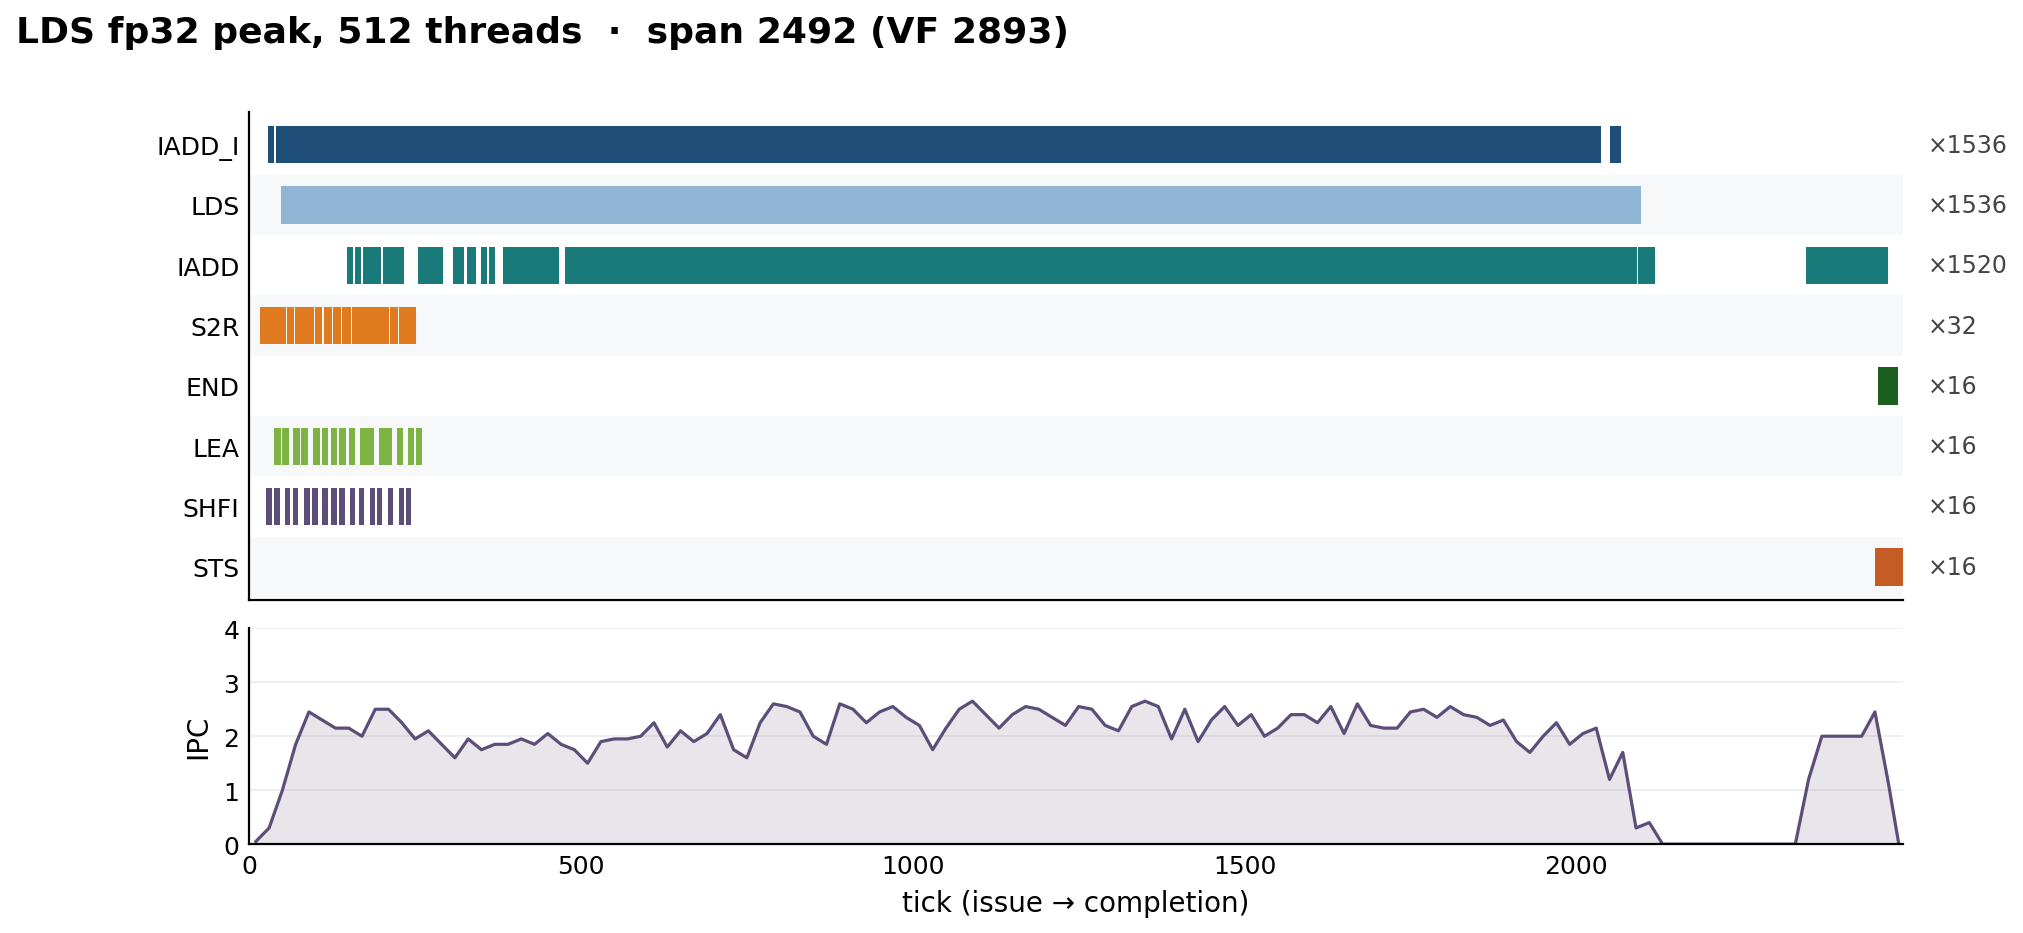 LDS fp32 peak, 512 threads · span 2492 (VF 2893)
IADD_I ×1536
LDS ×1536
IADD ×1520
S2R ×32
END ×16
LEA ×16
SHFI ×16
STS ×16
IPC
4
3
2
1
0
0 500 1000 1500 2000
tick (issue → completion)